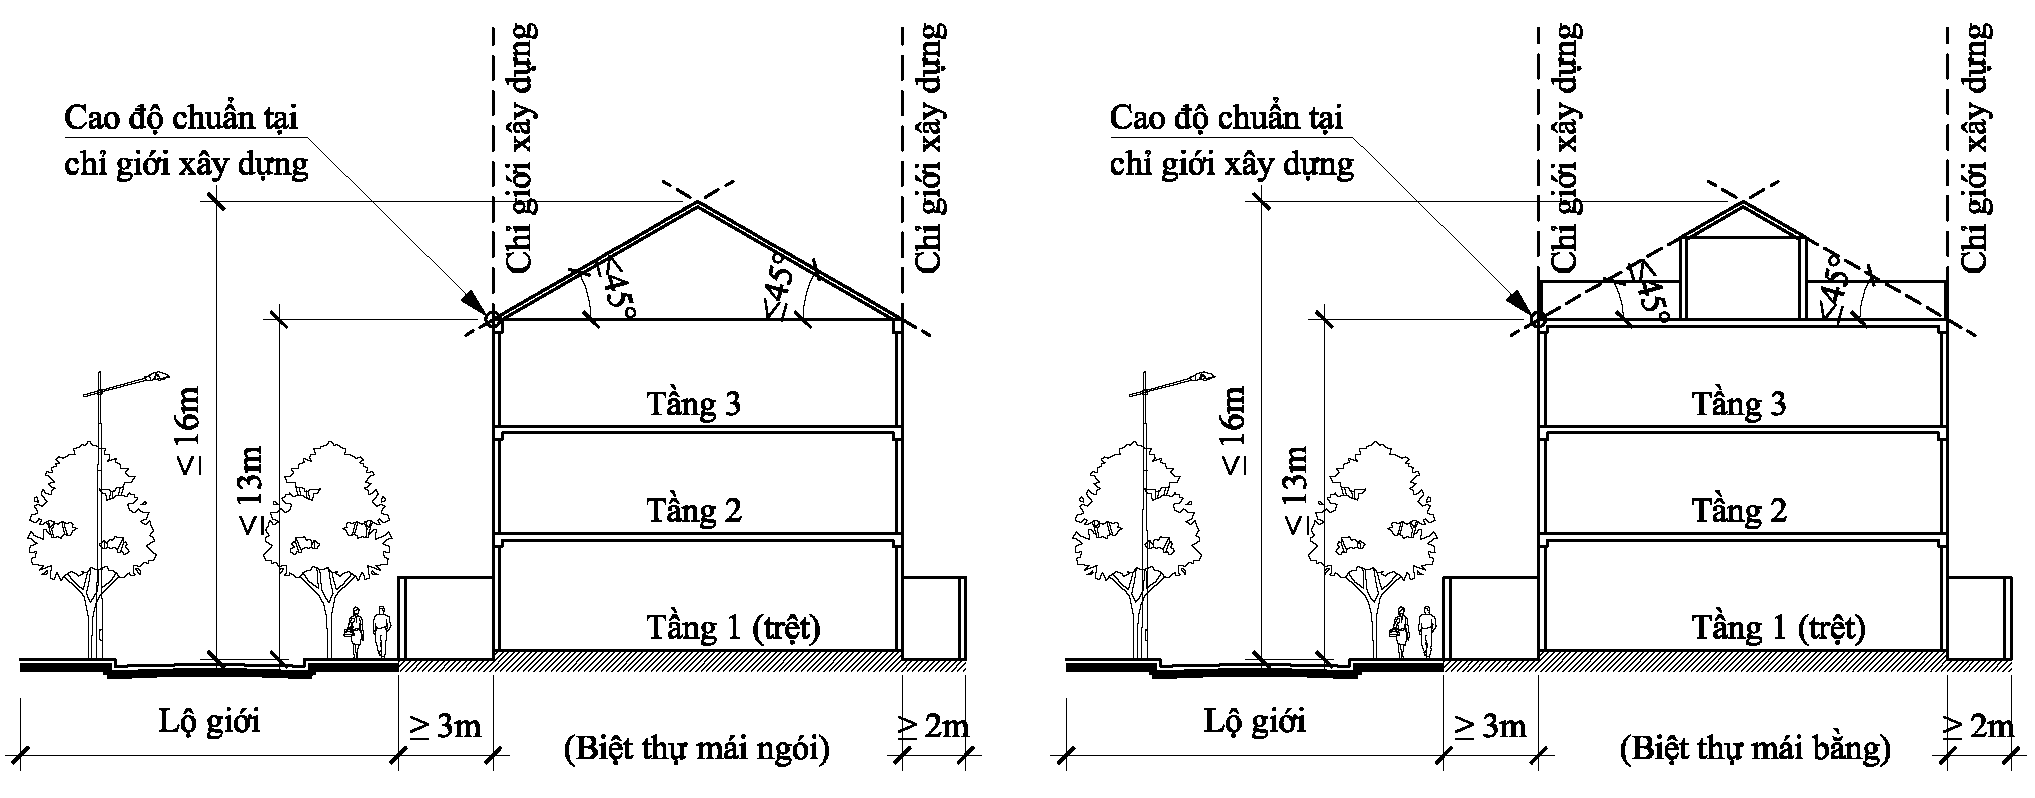 Chỉ giới xây dựng
Chỉ giới xây dựng
Cao độ chuẩn tại
chỉ giới xây dựng
≤45°
≤45°
≤ 16m
≤ 13m
Tầng 3
Tầng 2
Tầng 1 (trệt)
Lộ giới
≥ 3m
≥ 2m
(Biệt thự mái ngói)
Chỉ giới xây dựng
Chỉ giới xây dựng
Cao độ chuẩn tại
chỉ giới xây dựng
≤45°
≤45°
≤ 16m
≤ 13m
Tầng 3
Tầng 2
Tầng 1 (trệt)
Lộ giới
≥ 3m
≥ 2m
(Biệt thự mái bằng)